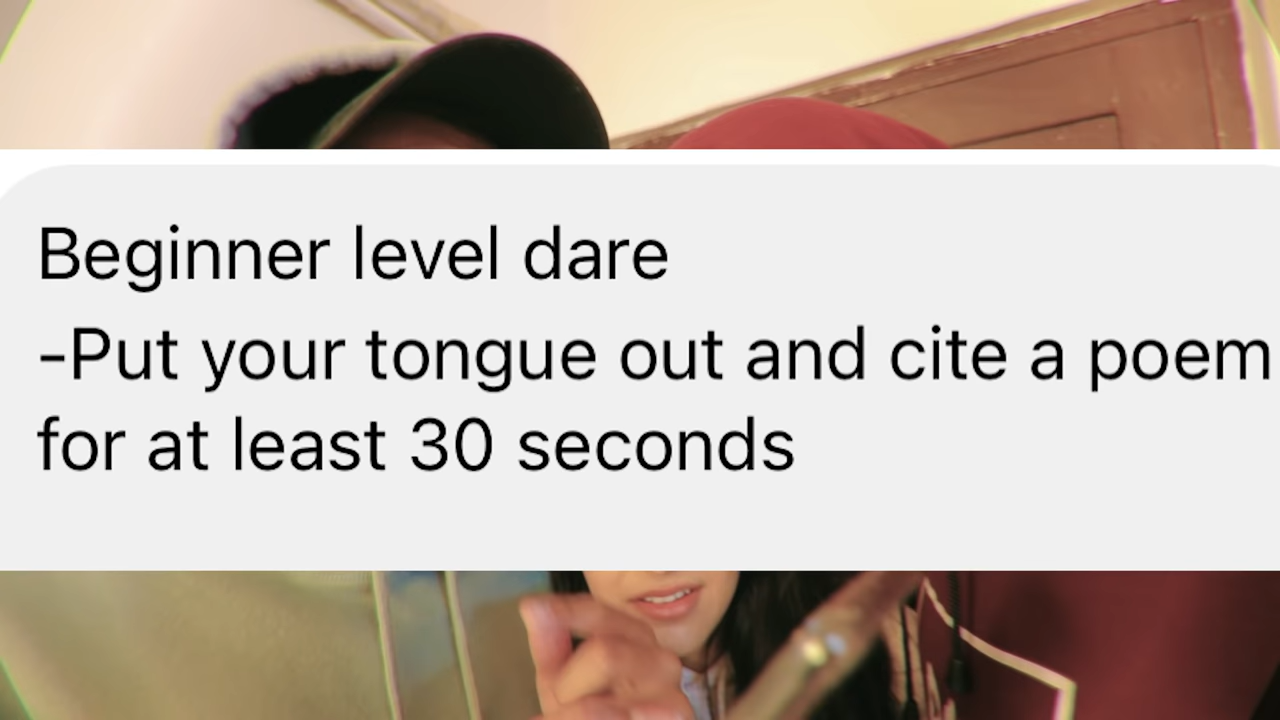 Beginner level dare
-Put your tongue out and cite a poem
for at least 30 seconds